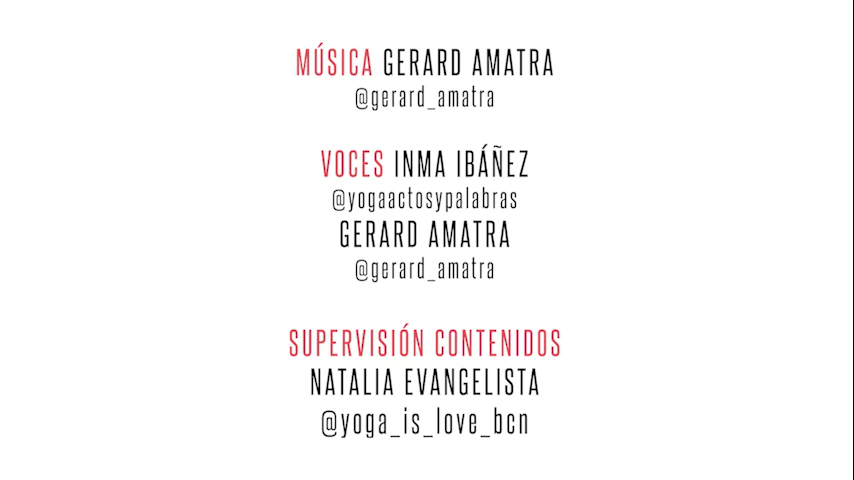 MÚSICA GERARD AMATRA
@gerard_amatra
VOCES INMA IBÁÑEZ
@yogaactosypalabras
GERARD AMATRA
@gerard_amatra
SUPERVISIÓN CONTENIDOS
NATALIA EVANGELISTA
@yoga_is_love_bcn